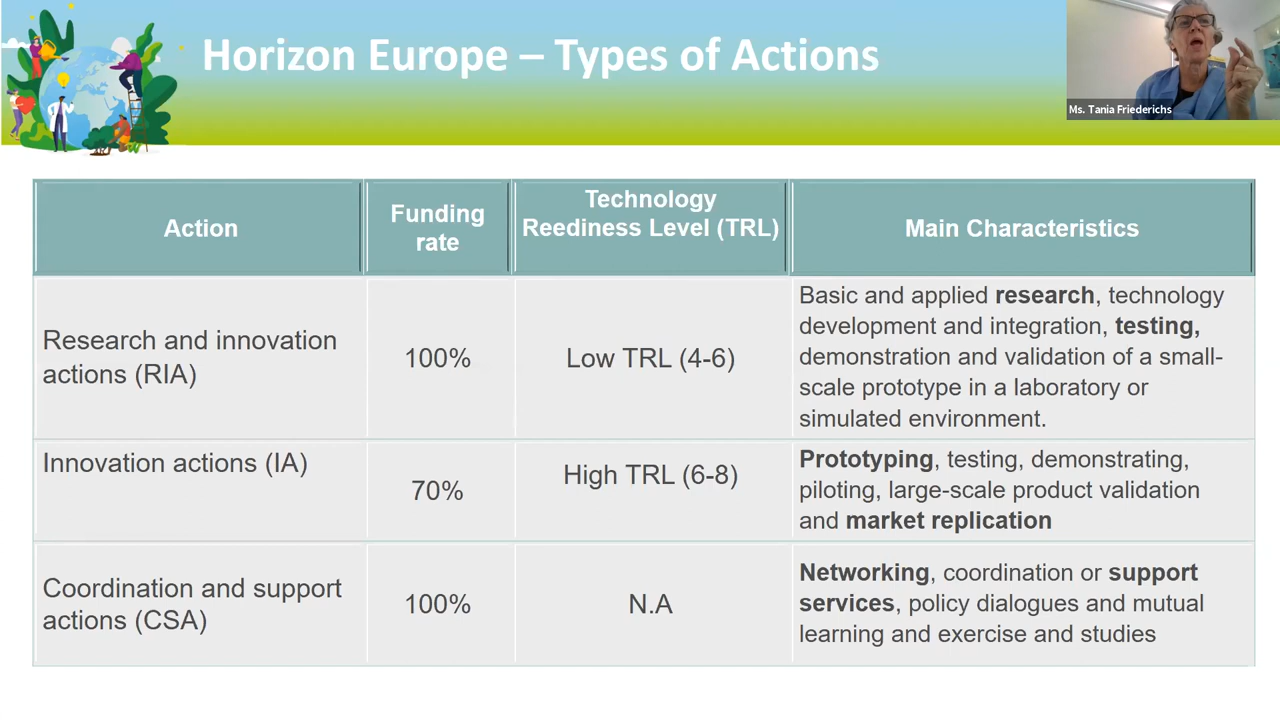 Horizon Europe – Types of Actions
Ms. Tania Friederichs
Action
Funding
rate
Technology
Reediness Level (TRL)
Main Characteristics
Research and innovation
actions (RIA)
100%
Low TRL (4-6)
Basic and applied research, technology
development and integration, testing,
demonstration and validation of a small-
scale prototype in a laboratory or
simulated environment.
Innovation actions (IA)
70%
High TRL (6-8)
Prototyping, testing, demonstrating,
piloting, large-scale product validation
and market replication
Coordination and support
actions (CSA)
100%
N.A
Networking, coordination or support
services, policy dialogues and mutual
learning and exercise and studies